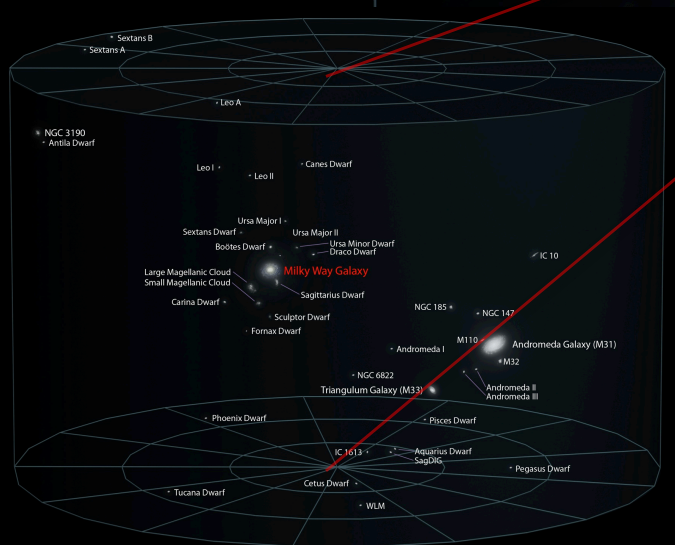 Sextans B
Sextans A
Leo A
NGC 3190
Antila Dwarf
Leo I
Leo II
Canes Dwarf
Ursa Major I
Sextans Dwarf
Ursa Major II
Boötes Dwarf
Ursa Minor Dwarf
Draco Dwarf
IC 10
Large Magellanic Cloud
Small Magellanic Cloud
Milky Way Galaxy
Sagittarius Dwarf
Carina Dwarf
Sculptor Dwarf
Fornax Dwarf
NGC 185
NGC 147
M110
Andromeda Galaxy (M31)
Andromeda I
M32
NGC 6822
Triangulum Galaxy (M33)
Andromeda II
Andromeda III
Phoenix Dwarf
Pisces Dwarf
IC 1613
Aquarius Dwarf
SagDIG
Pegasus Dwarf
Cetus Dwarf
Tucana Dwarf
WLM